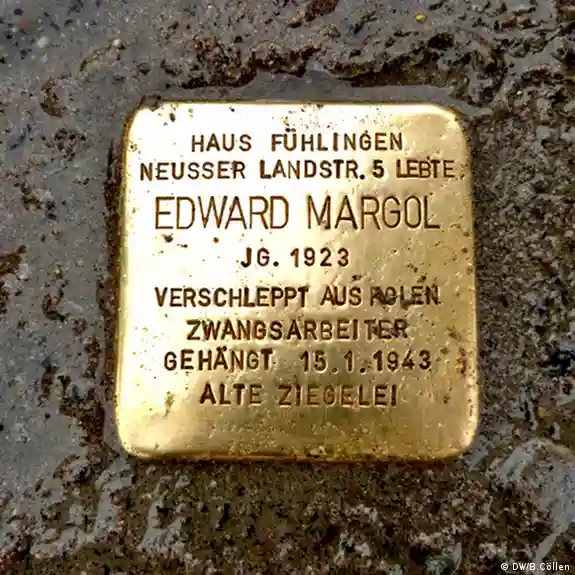 HAUS FÜHLINGEN
NEUSSER LANDSTR. 5 LEBTE
EDWARD MARGOL
JG. 1923
VERSCHLEPPT AUS POLEN
ZWANGSARBEITER
GEHÄNGT 15.1.1943
ALTE ZIEGELEI
© DW/B.Cöllen